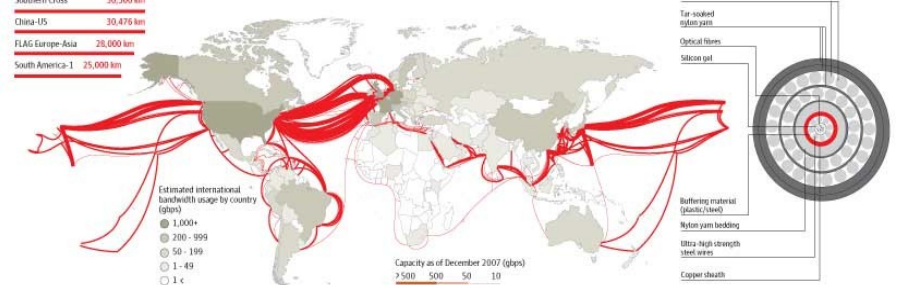 Southern Cross
China-US 30,476 km
FLAG Europe-Asia 28,000 km
South America-1 25,000 km
Estimated international
bandwidth usage by country
(gbps)
1,000+
200 - 999
50 - 199
1 - 49
1 <
Capacity as of December 2007 (gbps)
>500 500 50 10
Tar-soaked
nylon yarn
Optical fibres
Silicon gel
Buffering material
(plastic/steel)
Nylon yarn bedding
Ultra-high strength
steel wires
Copper sheath